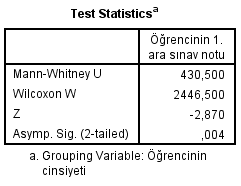 Test Statisticsa
Öğrencinin 1.
ara sınav notu
Mann-Whitney U 430,500
Wilcoxon W 2446,500
Z -2,870
Asymp. Sig. (2-tailed) ,004
a. Grouping Variable: Öğrencinin
cinsiyeti